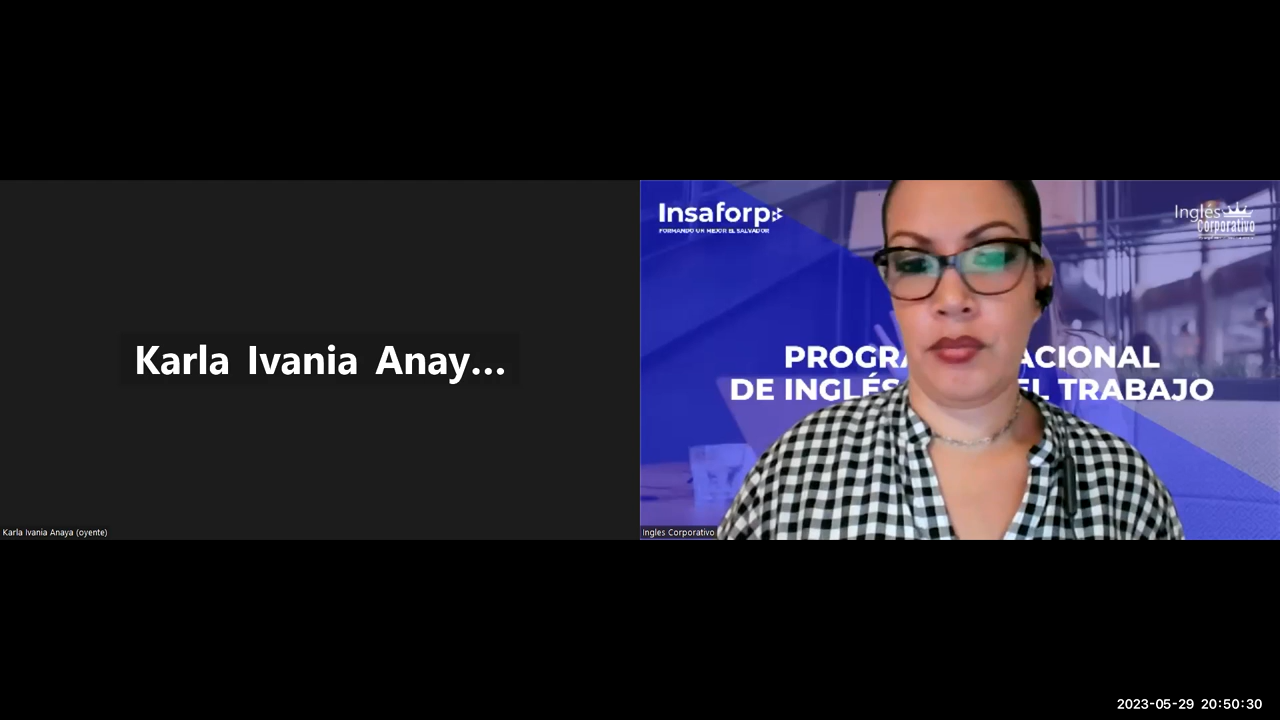 Karla Ivania Anay...
Karla Ivania Anaya (oyente)
Insaforp
FORMANDO UN MEJOR EL SALVADOR
Inglés
Corporativo
PROGRA ACIONAL
DE INGLÉS EL TRABAJO
Ingles Corporativo
2023-05-29 20:50:30